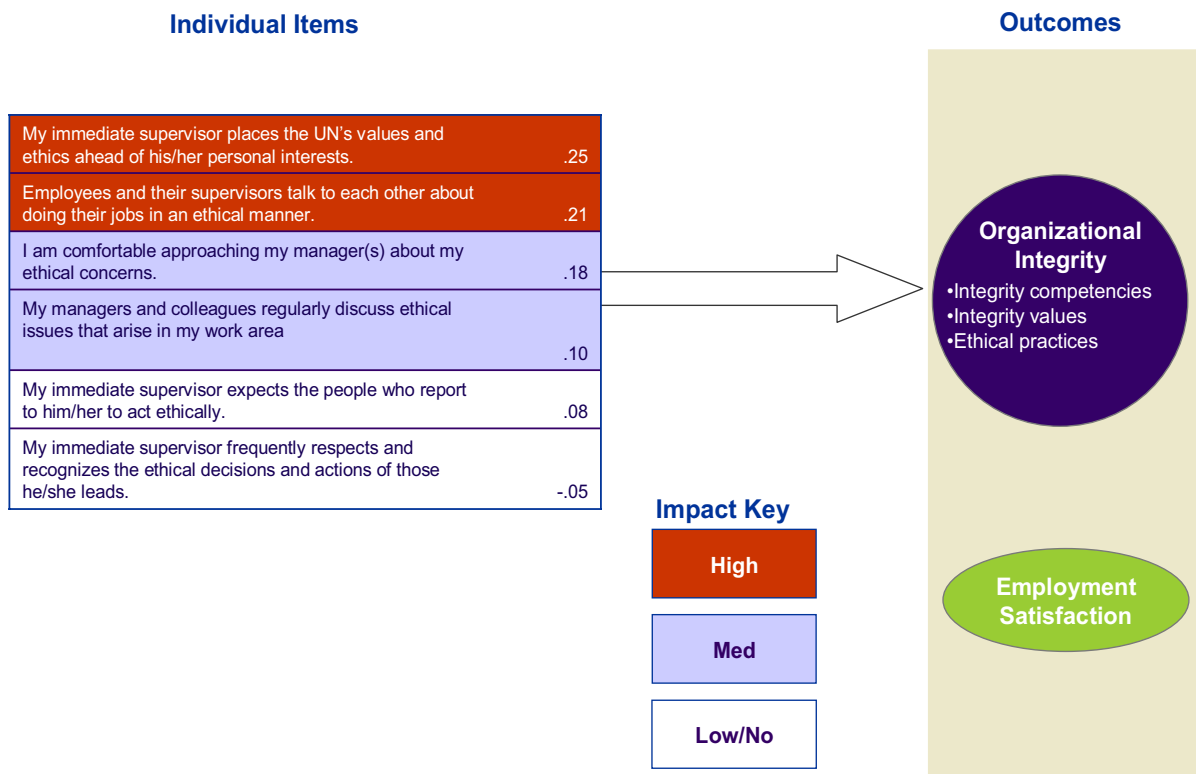 Individual Items
Outcomes
My immediate supervisor places the UN’s values and
ethics ahead of his/her personal interests. .25
Employees and their supervisors talk to each other about
doing their jobs in an ethical manner. .21
I am comfortable approaching my manager(s) about my
ethical concerns. .18
My managers and colleagues regularly discuss ethical
issues that arise in my work area
.10
My immediate supervisor expects the people who report
to him/her to act ethically. .08
My immediate supervisor frequently respects and
recognizes the ethical decisions and actions of those
he/she leads. -.05
Organizational
Integrity
•Integrity competencies
•Integrity values
•Ethical practices
Impact Key
High
Med
Low/No
Employment
Satisfaction